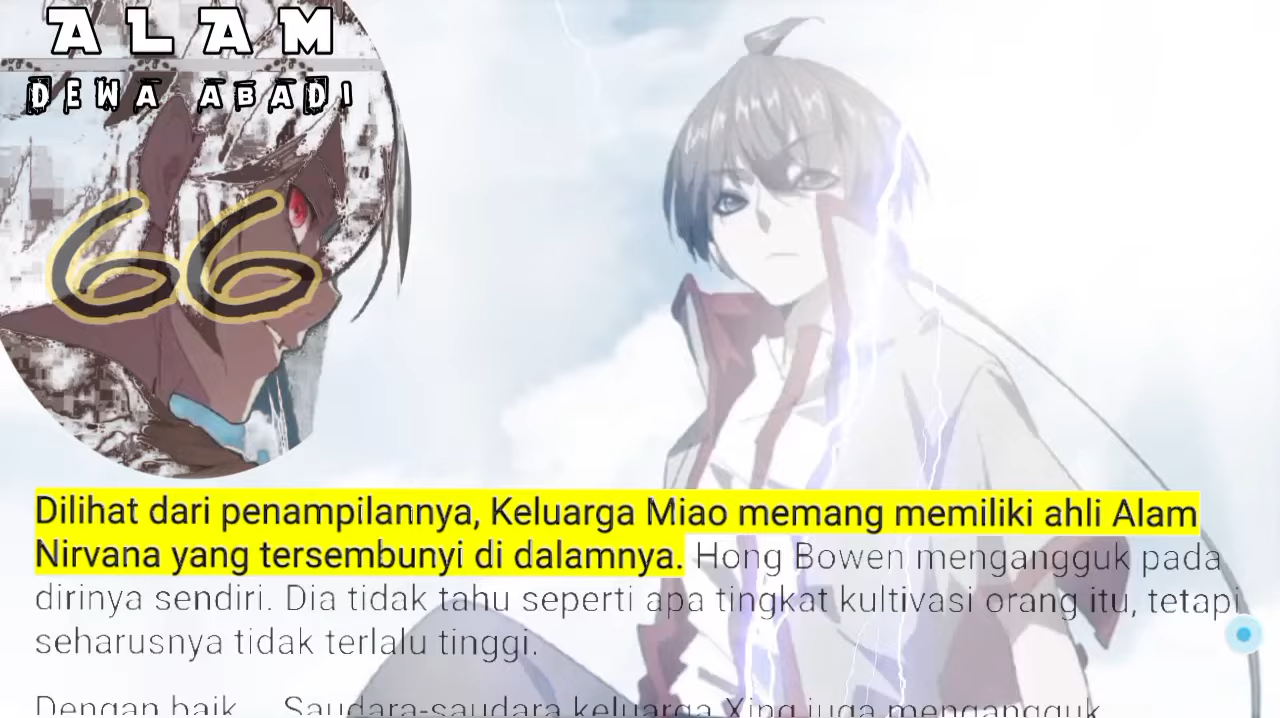 ALAM
DEWA ABADI
66
Dilihat dari penampilannya, Keluarga Miao memang memiliki ahli Alam
Nirvana yang tersembunyi di dalamnya. Hong Bowen mengangguk pada
dirinya sendiri. Dia tidak tahu seperti apa tingkat kultivasi orang itu, tetapi
seharusnya tidak terlalu tinggi.
Dengan baik ... Saudara-saudara keluarga Xing juga mengangguk